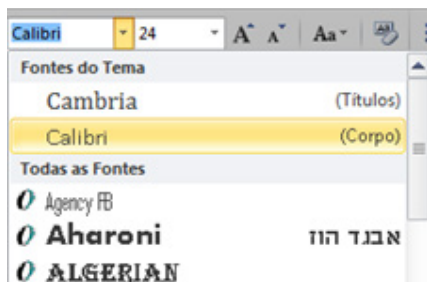 Calibri 24 A A Aa
Fontes do Tema
Cambria (Títulos)
Calibri (Corpo)
Todas as Fontes
Agency FB
Aharoni אבגד הוז
ALGERIAN